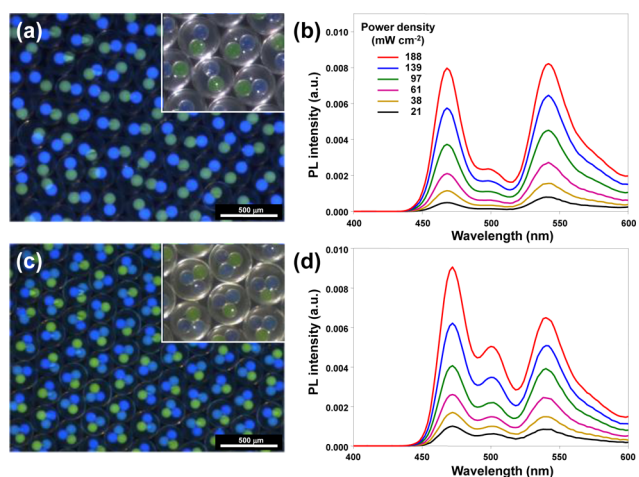 (a)
500 μm
(b)
PL intensity (a.u.)
0.010
0.008
0.006
0.004
0.002
0.000
Power density
(mW cm-2)
188
139
97
61
38
21
400
450
500
550
600
Wavelength (nm)
(c)
500 μm
(d)
PL intensity (a.u.)
0.010
0.008
0.006
0.004
0.002
0.000
400
450
500
550
600
Wavelength (nm)